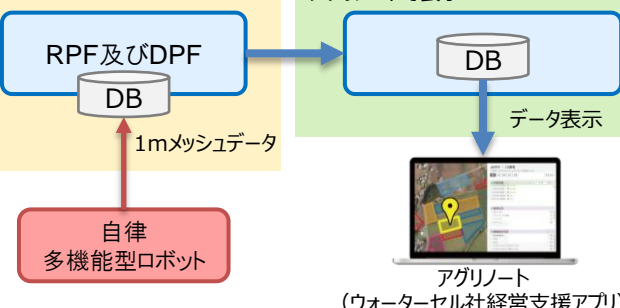 RPF及びDPF
DB
DB
1mメッシュデータ
データ表示
自律
多機能型ロボット
アグリノート
(ウォーターセル社経営支援アプリ)